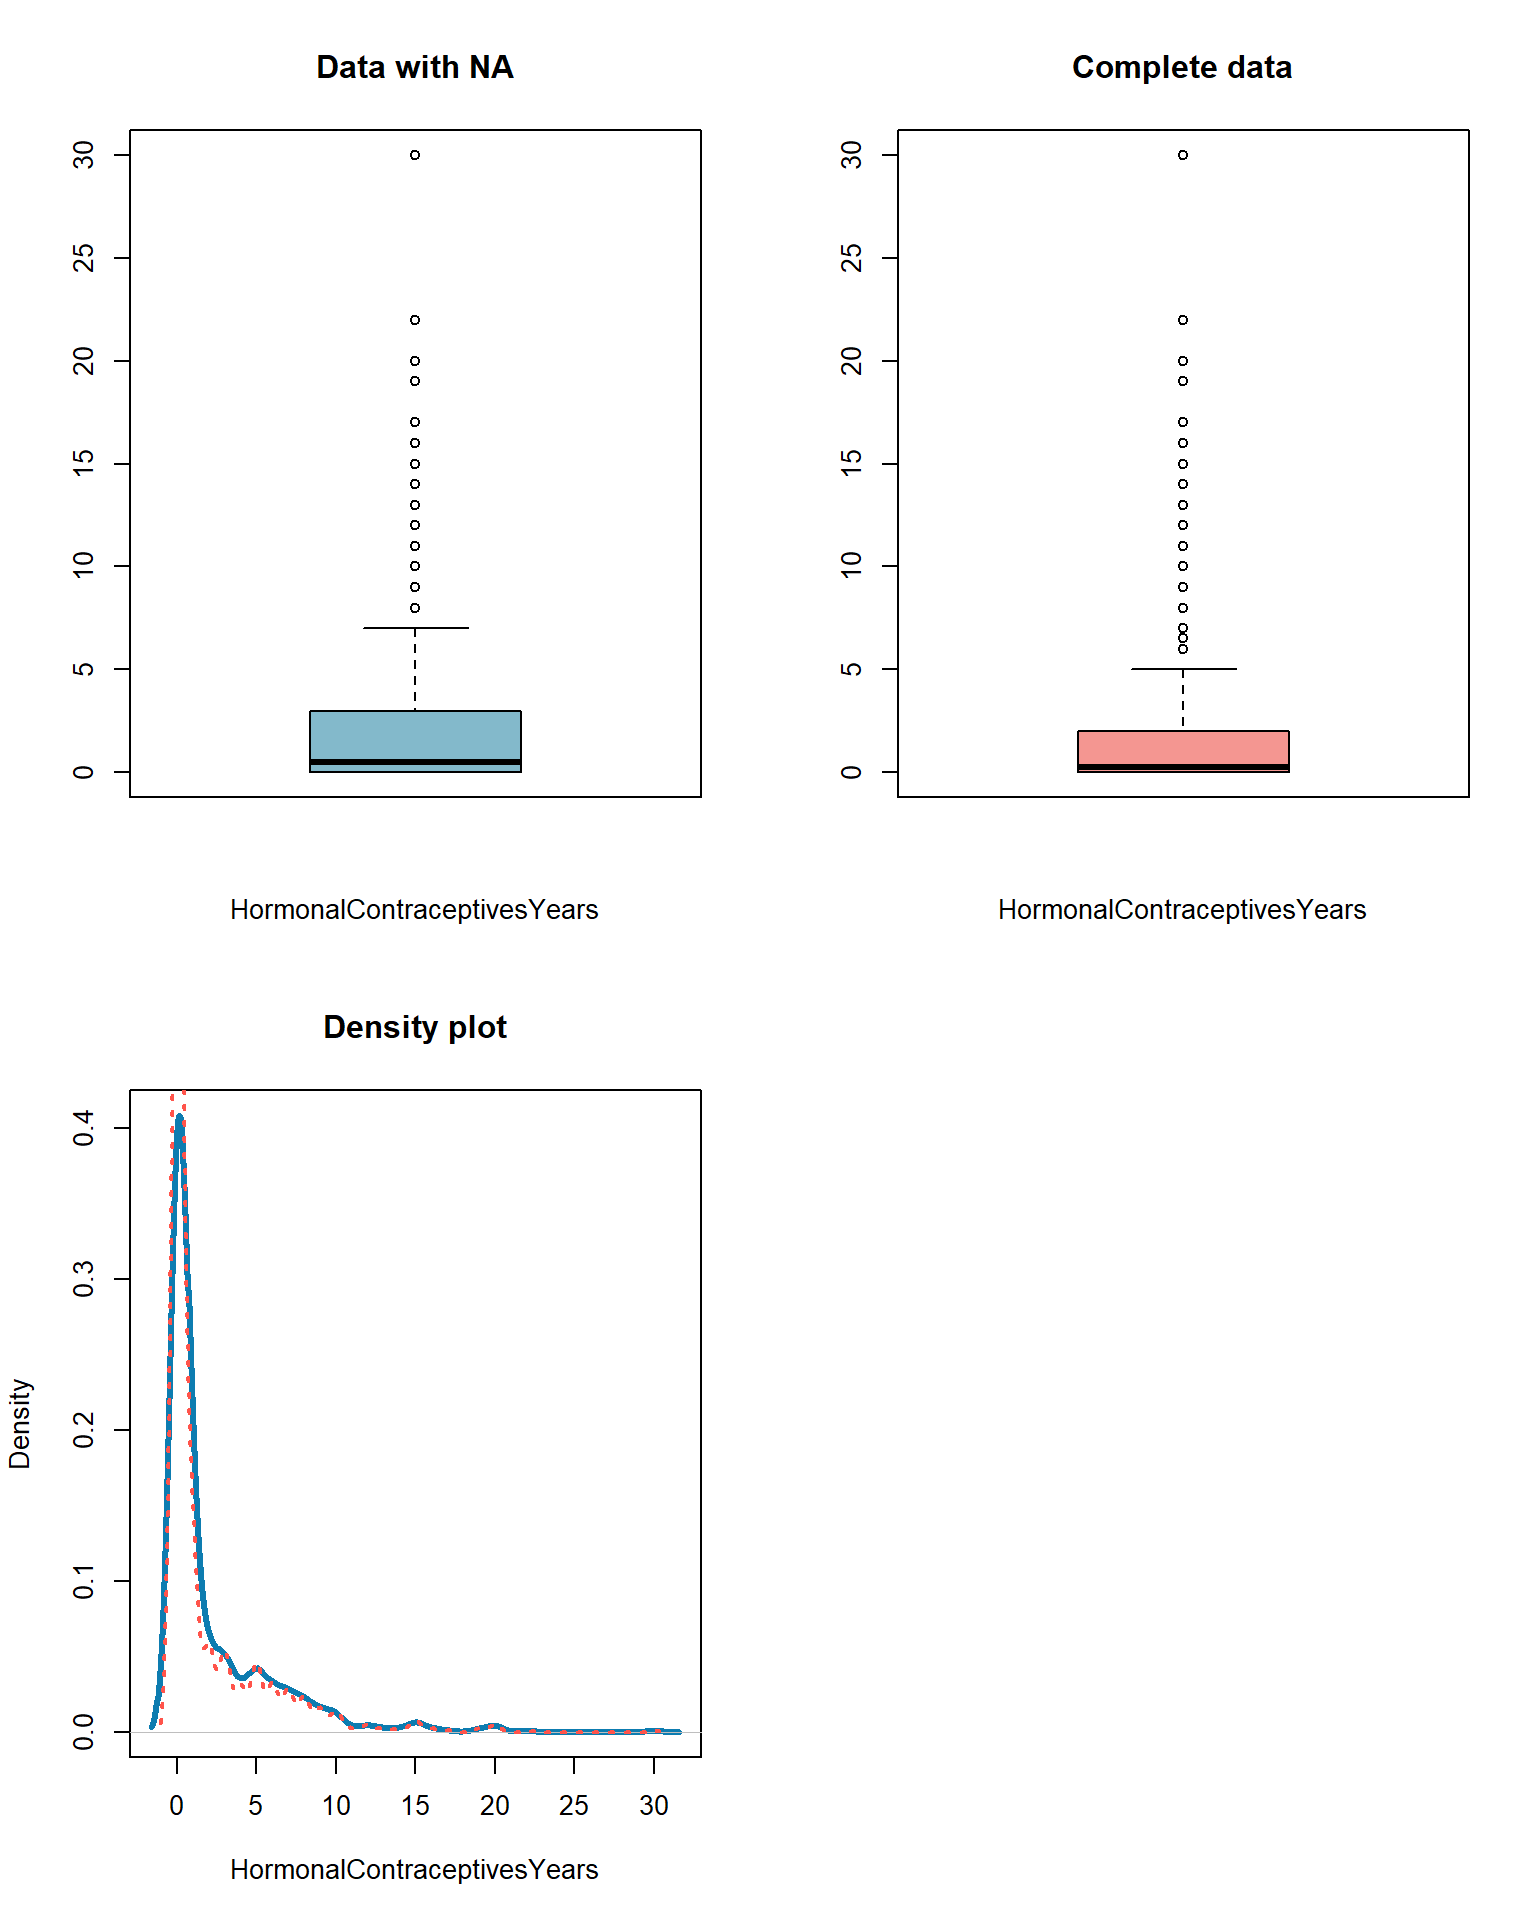 Data with NA
30
25
20
15
10
5
0
HormonalContraceptivesYears
Complete data
30
25
20
15
10
5
0
HormonalContraceptivesYears
Density plot
Density
0.4
0.3
0.2
0.1
0.0
0 5 10 15 20 25 30
HormonalContraceptivesYears